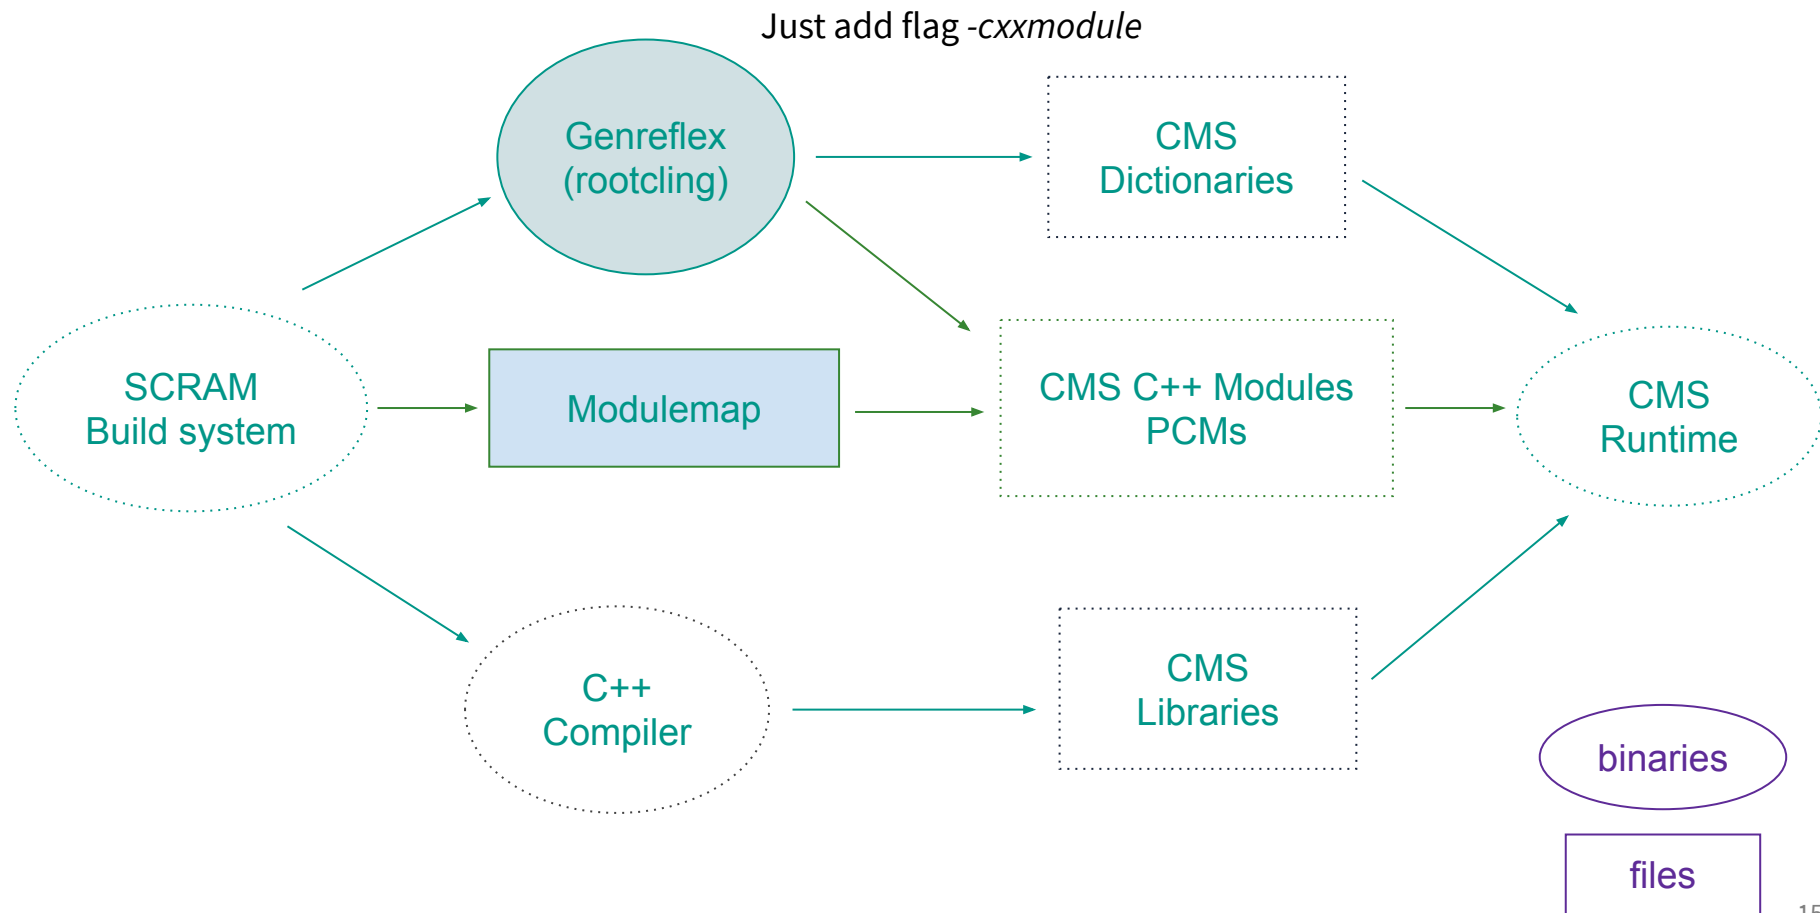 Just add flag -cxxmodule
Genreflex
(rootcling)
CMS
Dictionaries
SCRAM
Build system
Modulemap
CMS C++ Modules
PCMs
CMS
Runtime
C++
Compiler
CMS
Libraries
binaries
files
15